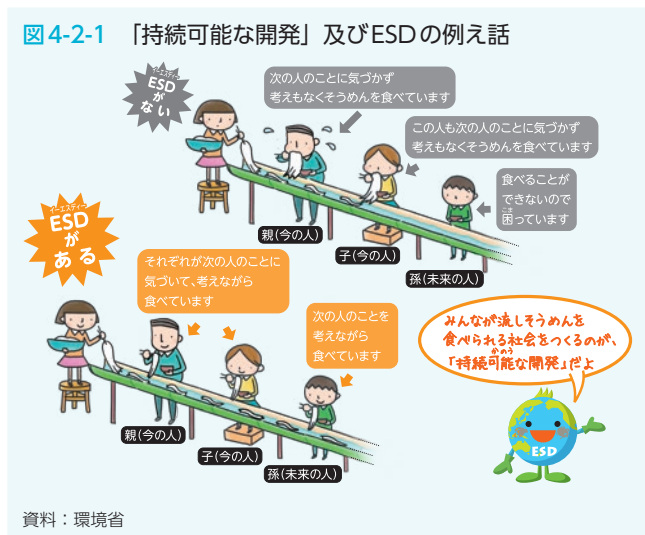 図4-2-1 「持続可能な開発」及びESDの例え話
イーエスディー
ESD
が
ない
次の人のことに気づかず
考えもなくそうめんを食べています
この人も次の人のことに気づかず
考えもなくそうめんを食べています
食べることが
できないので
こま
困っています
親(今の人)
子(今の人)
孫(未来の人)
イーエスディー
ESD
が
ある
それぞれが次の人のことに
気づいて、考えながら
食べています
次の人のことを
考えながら
食べています
親(今の人)
子(今の人)
孫(未来の人)
みんなが流しそうめんを
食べられる社会をつくるのが、
かのう
「持続可能な開発」だよ
ESD
資料：環境省